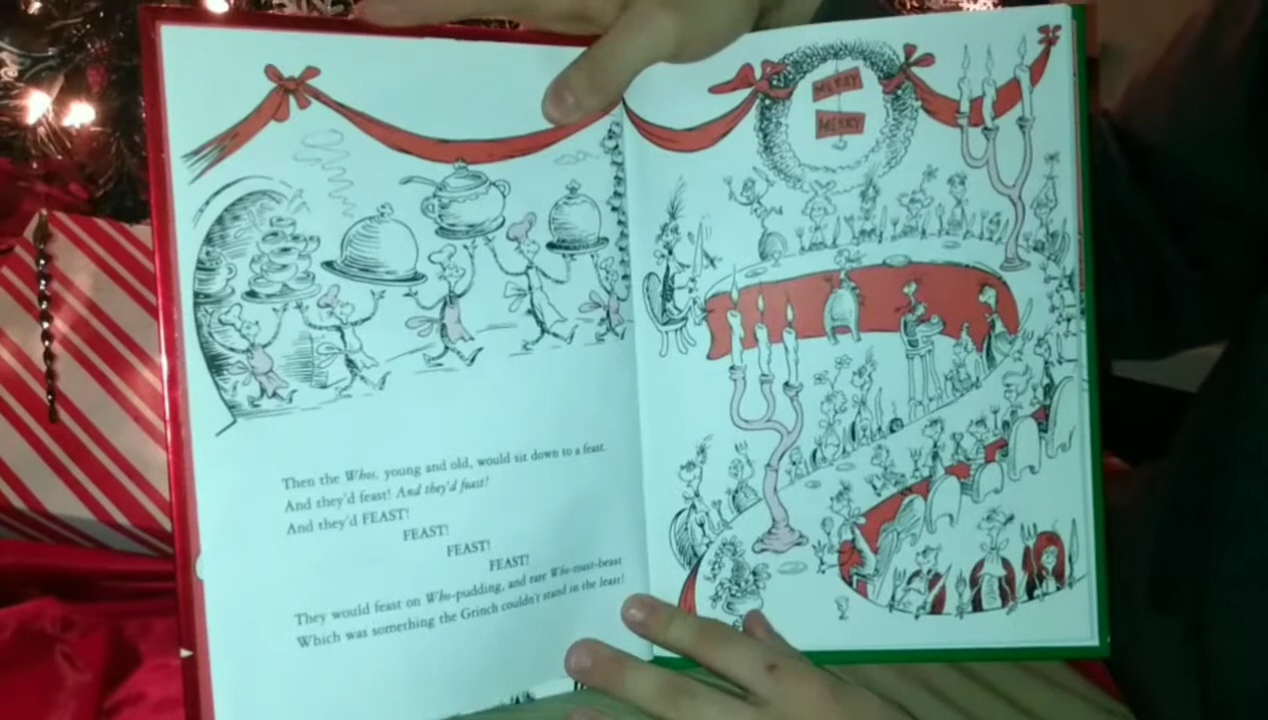 Then the Whos, young and old, would sit down to a feast.
And they'd feast! And they'd feast!
And they'd FEAST!
FEAST!
FEAST!
FEAST!
They would feast on Who-pudding, and rare Who-roast-beast
Which was something the Grinch couldn't stand in the least!
MERRY
MERRY